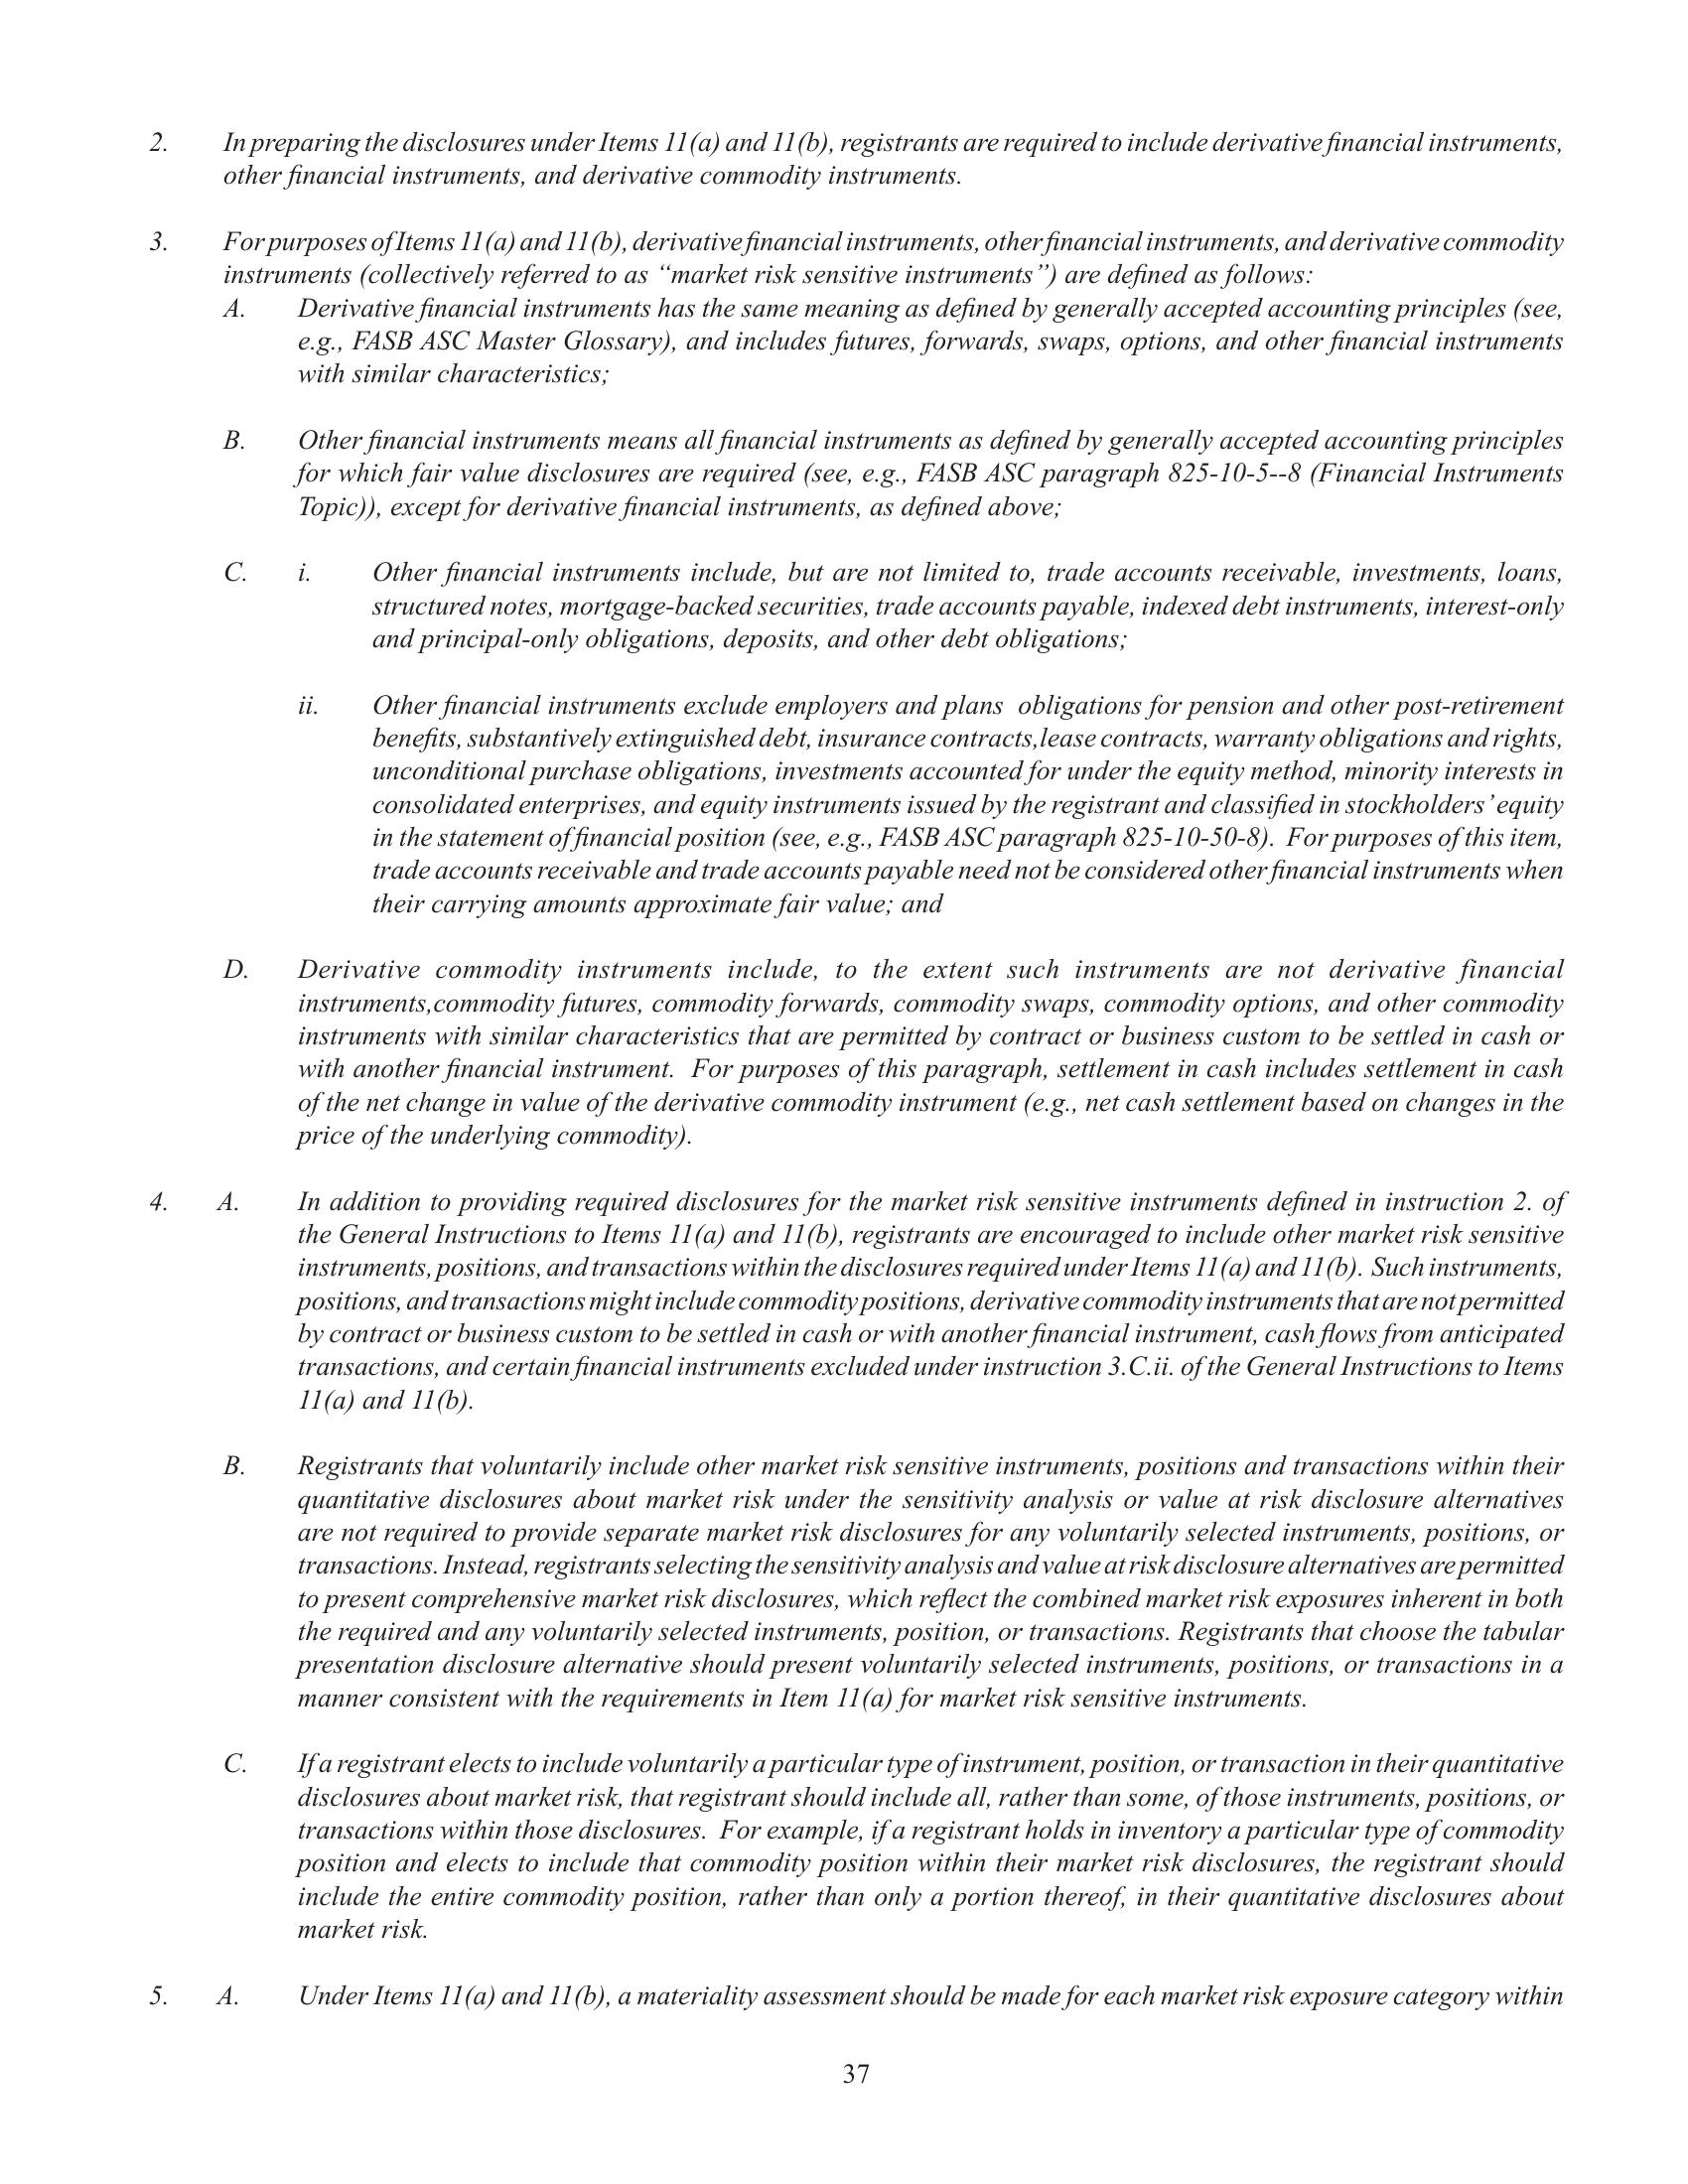 2. In preparing the disclosures under Items 11(a) and 11(b), registrants are required to include derivative financial instruments,
other financial instruments, and derivative commodity instruments.
3. For purposes of Items 11(a) and 11(b), derivative financial instruments, other financial instruments, and derivative commodity
instruments (collectively referred to as “market risk sensitive instruments”) are defined as follows:
A. Derivative financial instruments has the same meaning as defined by generally accepted accounting principles (see,
e.g., FASB ASC Master Glossary), and includes futures, forwards, swaps, options, and other financial instruments
with similar characteristics;
B. Other financial instruments means all financial instruments as defined by generally accepted accounting principles
for which fair value disclosures are required (see, e.g., FASB ASC paragraph 825-10-5--8 (Financial Instruments
Topic)), except for derivative financial instruments, as defined above;
C. i. Other financial instruments include, but are not limited to, trade accounts receivable, investments, loans,
structured notes, mortgage-backed securities, trade accounts payable, indexed debt instruments, interest-only
and principal-only obligations, deposits, and other debt obligations;
ii. Other financial instruments exclude employers and plans obligations for pension and other post-retirement
benefits, substantively extinguished debt, insurance contracts,lease contracts, warranty obligations and rights,
unconditional purchase obligations, investments accounted for under the equity method, minority interests in
consolidated enterprises, and equity instruments issued by the registrant and classified in stockholders’ equity
in the statement of financial position (see, e.g., FASB ASC paragraph 825-10-50-8). For purposes of this item,
trade accounts receivable and trade accounts payable need not be considered other financial instruments when
their carrying amounts approximate fair value; and
D. Derivative commodity instruments include, to the extent such instruments are not derivative financial
instruments,commodity futures, commodity forwards, commodity swaps, commodity options, and other commodity
instruments with similar characteristics that are permitted by contract or business custom to be settled in cash or
with another financial instrument. For purposes of this paragraph, settlement in cash includes settlement in cash
of the net change in value of the derivative commodity instrument (e.g., net cash settlement based on changes in the
price of the underlying commodity).
4. A. In addition to providing required disclosures for the market risk sensitive instruments defined in instruction 2. of
the General Instructions to Items 11(a) and 11(b), registrants are encouraged to include other market risk sensitive
instruments, positions, and transactions within the disclosures required under Items 11(a) and 11(b). Such instruments,
positions, and transactions might include commodity positions, derivative commodity instruments that are not permitted
by contract or business custom to be settled in cash or with another financial instrument, cash flows from anticipated
transactions, and certain financial instruments excluded under instruction 3.C.ii. of the General Instructions to Items
11(a) and 11(b).
B. Registrants that voluntarily include other market risk sensitive instruments, positions and transactions within their
quantitative disclosures about market risk under the sensitivity analysis or value at risk disclosure alternatives
are not required to provide separate market risk disclosures for any voluntarily selected instruments, positions, or
transactions. Instead, registrants selecting the sensitivity analysis and value at risk disclosure alternatives are permitted
to present comprehensive market risk disclosures, which reflect the combined market risk exposures inherent in both
the required and any voluntarily selected instruments, position, or transactions. Registrants that choose the tabular
presentation disclosure alternative should present voluntarily selected instruments, positions, or transactions in a
manner consistent with the requirements in Item 11(a) for market risk sensitive instruments.
C. If a registrant elects to include voluntarily a particular type of instrument, position, or transaction in their quantitative
disclosures about market risk, that registrant should include all, rather than some, of those instruments, positions, or
transactions within those disclosures. For example, if a registrant holds in inventory a particular type of commodity
position and elects to include that commodity position within their market risk disclosures, the registrant should
include the entire commodity position, rather than only a portion thereof, in their quantitative disclosures about
market risk.
5. A. Under Items 11(a) and 11(b), a materiality assessment should be made for each market risk exposure category within
37